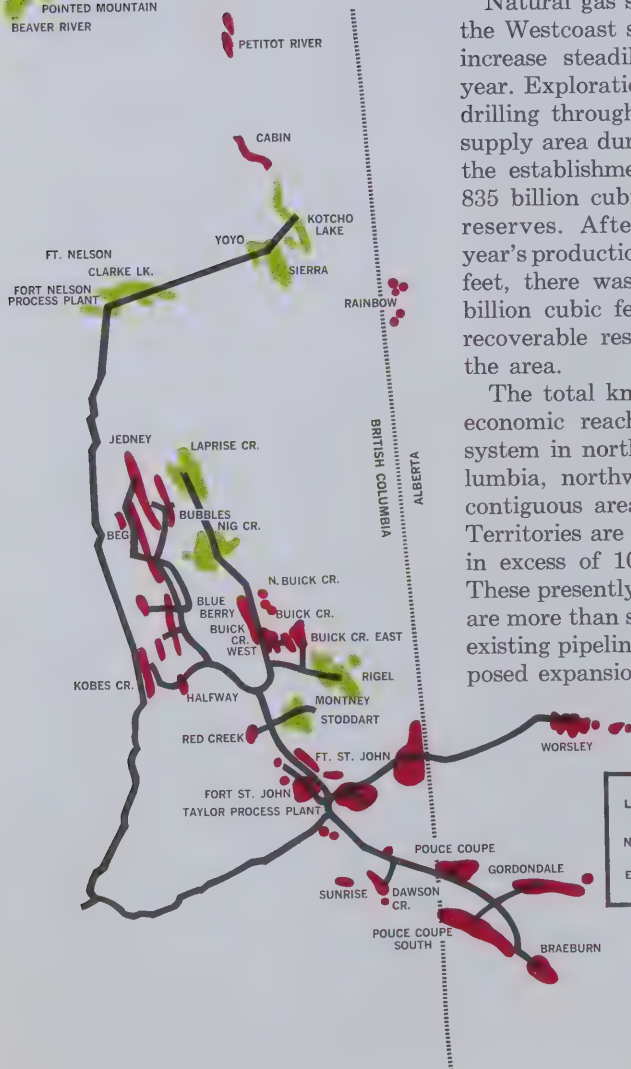 POINTED MOUNTAIN
BEAVER RIVER
PETITOT RIVER
CABIN
KOTCHO
LAKE
YOYO
SIERRA
FT. NELSON
CLARKE LK.
FORT NELSON
PROCESS PLANT
RAINBOW
BRITISH COLUMBIA
ALBERTA
JEDNEY
LAPRISE CR.
BUBBLES
NIG CR.
BEG
N. BUICK CR.
BLUE
BERRY
BUICK CR.
BUICK
CR.
WEST
BUICK CR. EAST
RIGEL
KOBES CR.
HALFWAY
MONTNEY
STODDART
RED CREEK
FT. ST. JOHN
WORSLEY
FORT ST. JOHN
TAYLOR PROCESS PLANT
POUCE COUPE
GORDONDALE
SUNRISE
DAWSON
CR.
POUCE COUPE
SOUTH
BRAEBURN
Natural gas s
the Westcoast s
increase steadil
year. Exploratio
drilling through
supply area dur
the establishme
835 billion cubi
reserves. Afte
year's productio
feet, there was
billion cubic fe
recoverable res
the area.
The total kn
economic reach
system in north
lumbia, northw
contiguous area
Territories are
in excess of 10
These presently
are more than s
existing pipelin
posed expansio
L
N
E